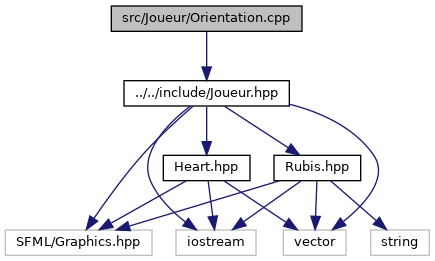 src/Joueur/Orientation.cpp
../../include/Joueur.hpp
Heart.hpp
Rubis.hpp
SFML/Graphics.hpp
iostream
vector
string